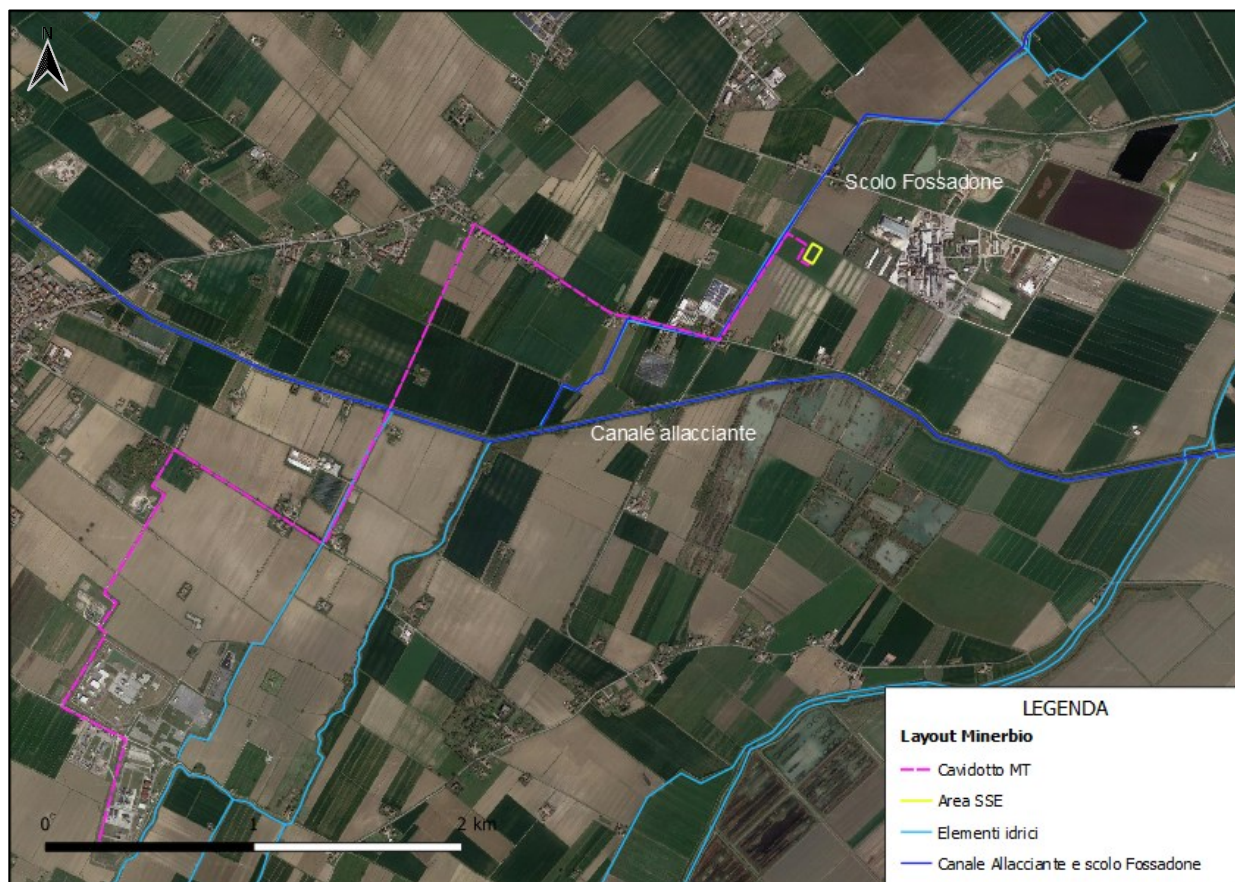 N
Scolo Fossadone
Canale allacciante
0
1
2 km
LEGENDA
Layout Minerbio
Cavidotto MT
Area SSE
Elementi idrici
Canale Allacciante e scolo Fossadone